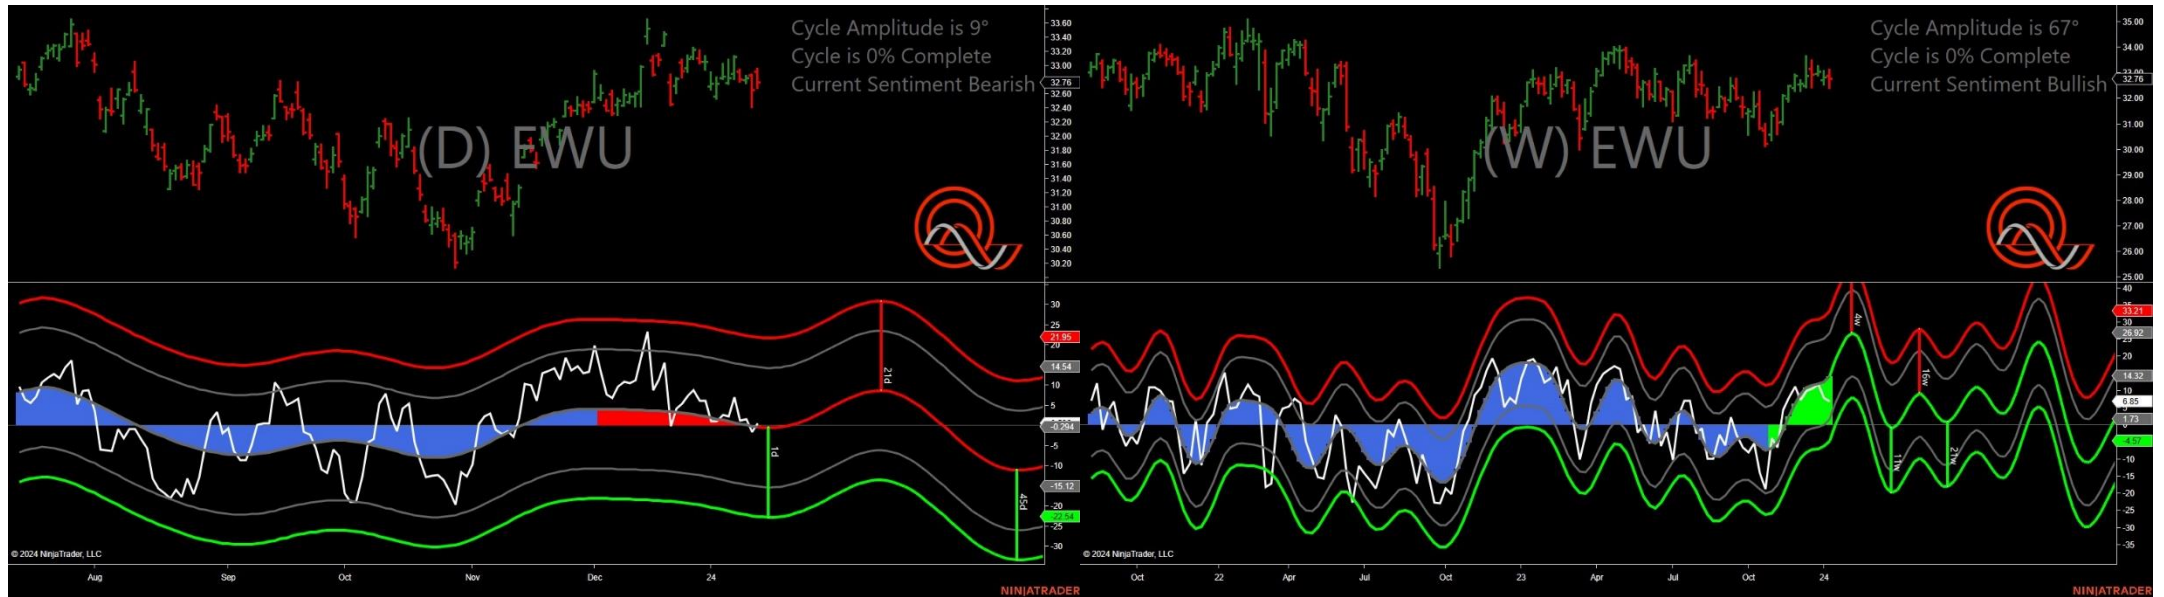 Cycle Amplitude is 9°
Cycle is 0% Complete
Current Sentiment Bearish
(D) EWU
33.60
33.40
33.20
33.00
32.76
32.60
32.40
32.20
32.00
31.80
31.60
31.40
31.20
31.00
30.80
30.60
30.40
30.20
30
25
21.95
20
14.54
10
5
-0.294
-5
-10
-15.12
-20
-22.54
-25
-30
21d
1d
45d
© 2024 NinjaTrader, LLC
Aug Sep Oct Nov Dec 24
NINJATRADER
Cycle Amplitude is 67°
Cycle is 0% Complete
Current Sentiment Bullish
(W) EWU
35.00
34.00
33.00
32.76
32.00
31.00
30.00
29.00
28.00
27.00
26.00
25.00
40
33.21
30
26.92
25
20
14.32
10
6.85
1.73
-4.57
-10
-15
-20
-25
-30
-35
4w
16w
11w
21w
© 2024 NinjaTrader, LLC
Oct 22 Apr Jul Oct 23 Apr Jul Oct 24
NINJATRADER